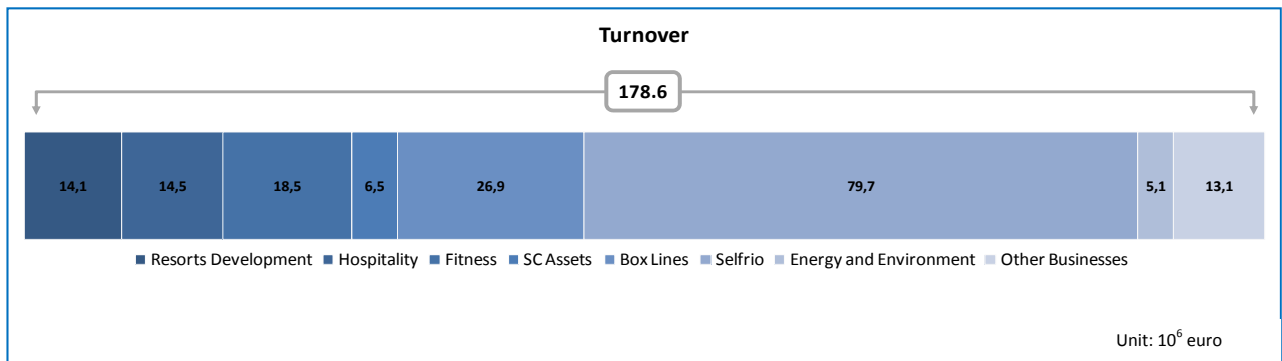 Turnover
178.6
14,1 14,5 18,5 6,5 26,9 79,7 5,1 13,1
Resorts Development Hospitality Fitness SC Assets Box Lines Selfrio Energy and Environment Other Businesses
Unit: 10⁶ euro